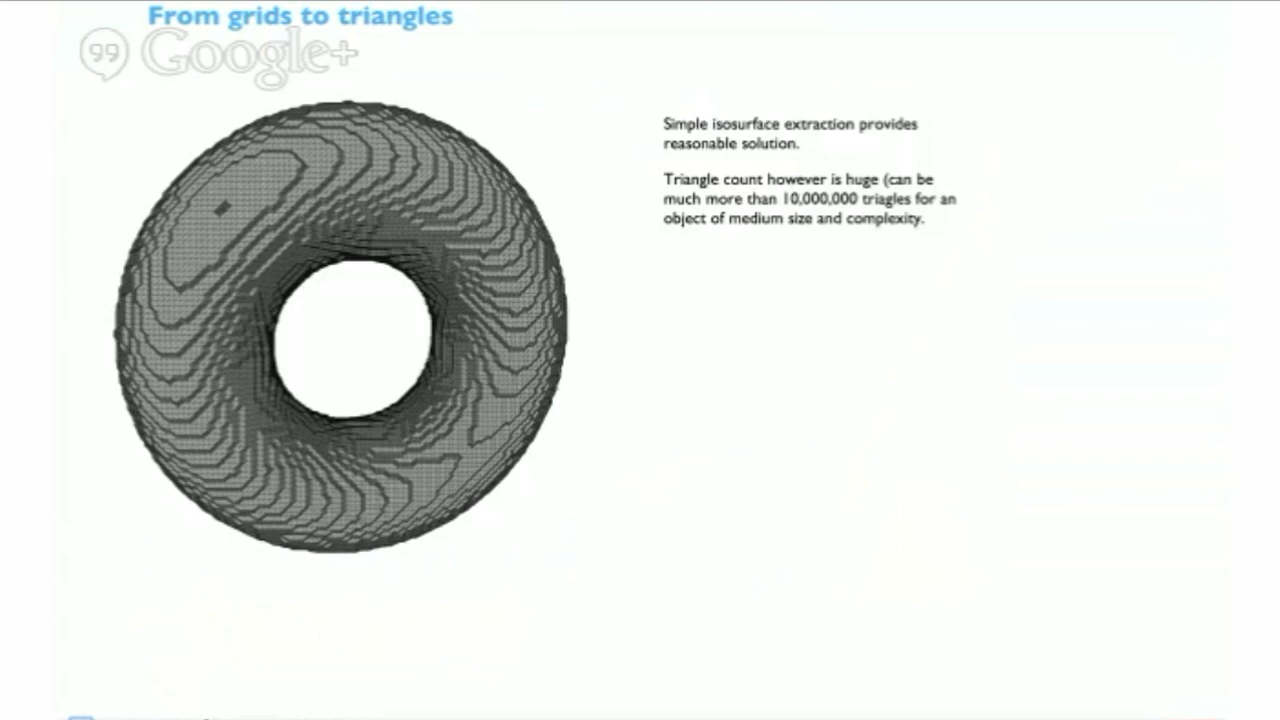 From grids to triangles
Google+
Simple isosurface extraction provides
reasonable solution.
Triangle count however is huge (can be
much more than 10,000,000 triagles for an
object of medium size and complexity.